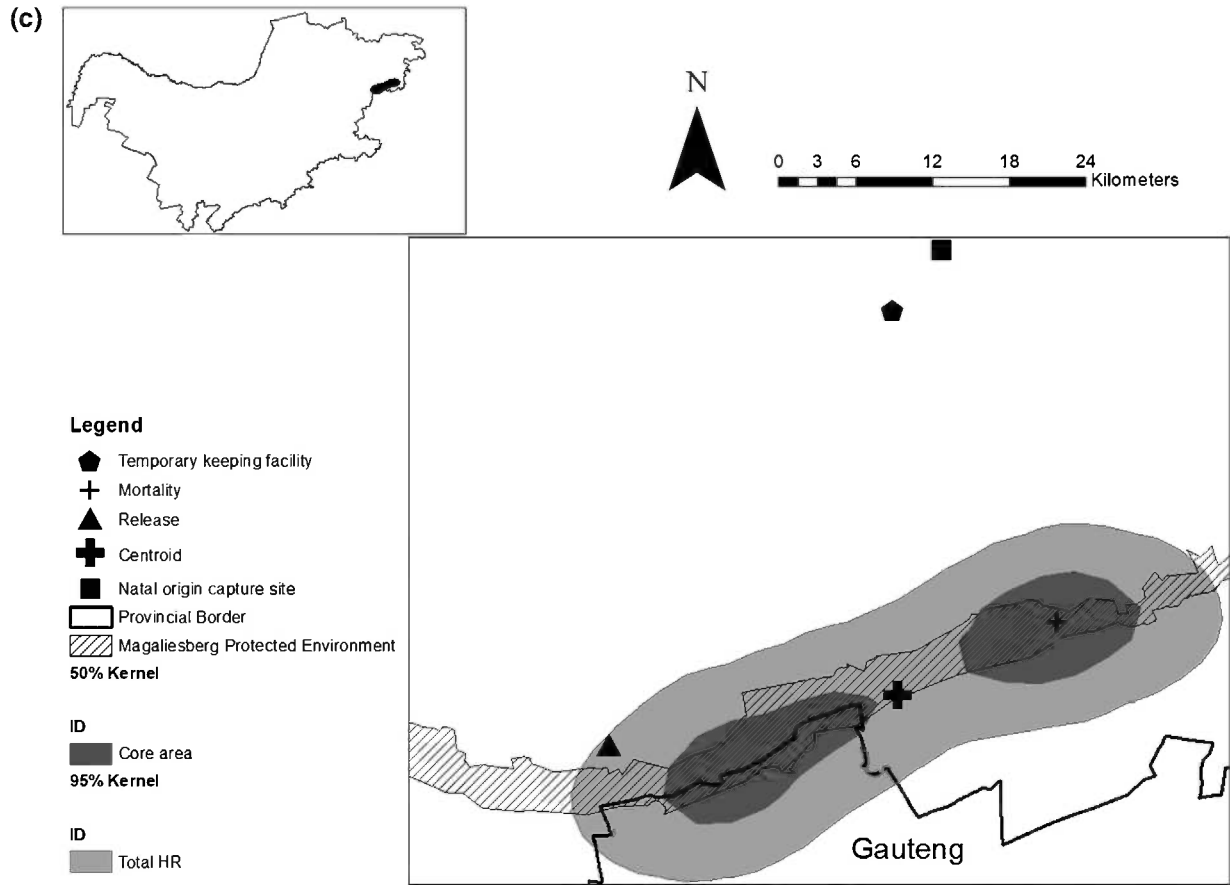 (c)
N
0 3 6 12 18 24
Kilometers
Legend
Temporary keeping facility
Mortality
Release
Centroid
Natal origin capture site
Provincial Border
Magaliesberg Protected Environment
50% Kernel
ID
Core area
95% Kernel
ID
Total HR
Gauteng